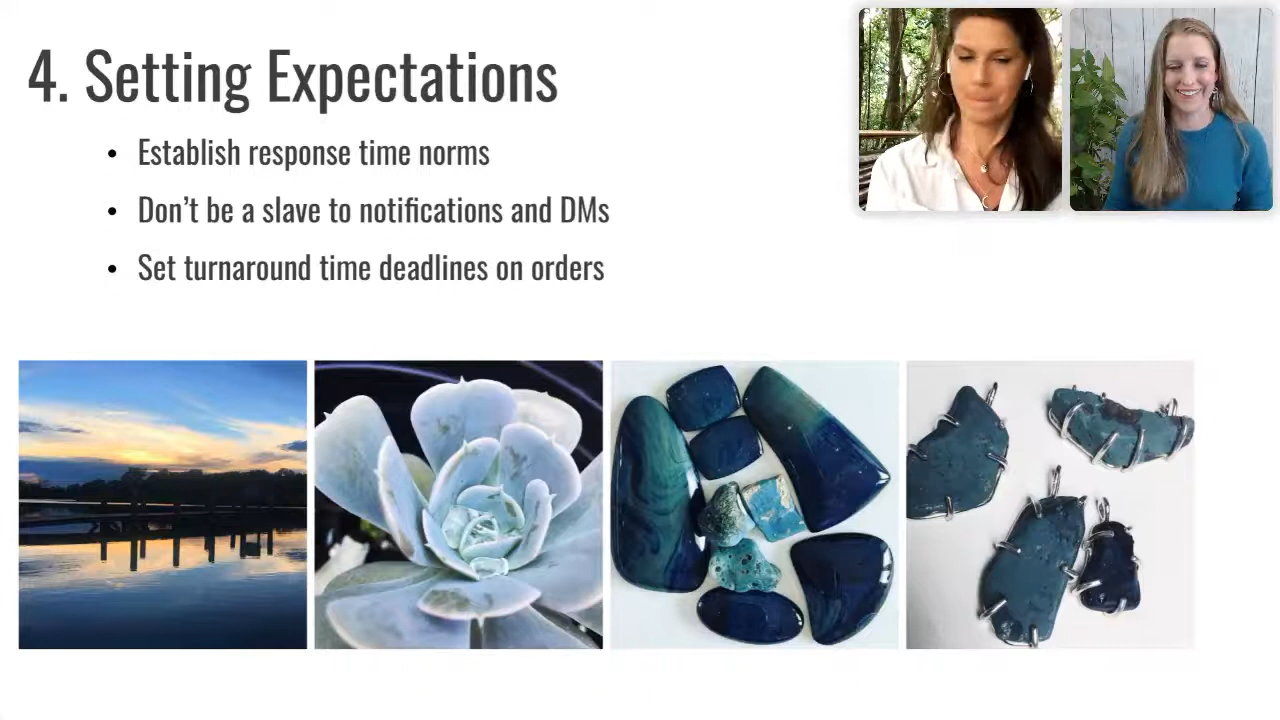 4. Setting Expectations
• Establish response time norms
• Don’t be a slave to notifications and DMs
• Set turnaround time deadlines on orders